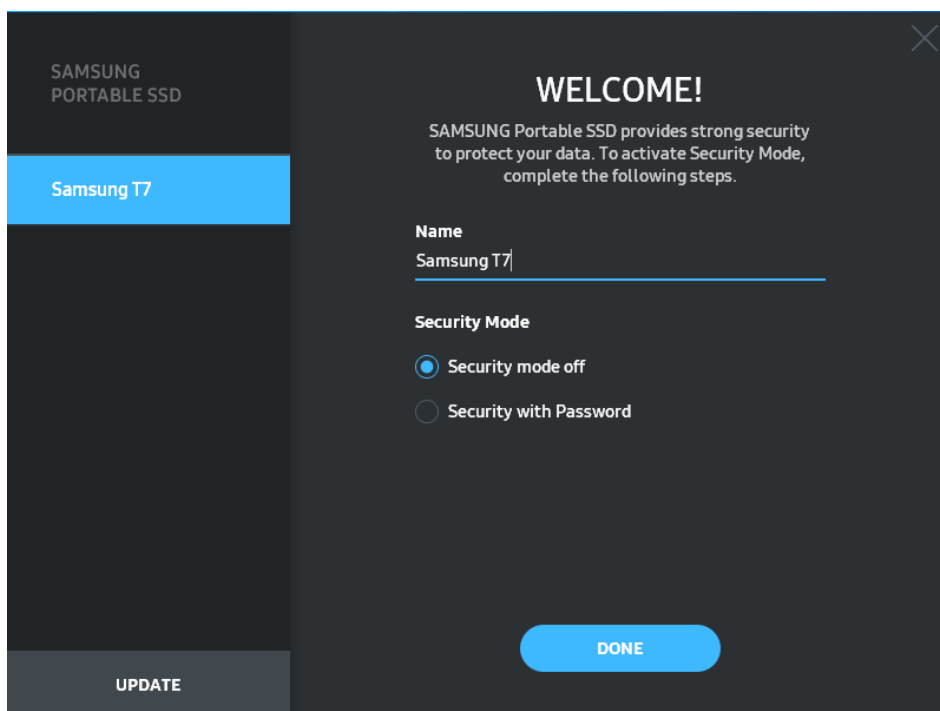 SAMSUNG
PORTABLE SSD
Samsung T7
UPDATE
WELCOME!
SAMSUNG Portable SSD provides strong security
to protect your data. To activate Security Mode,
complete the following steps.
Name
Samsung T7
Security Mode
Security mode off
Security with Password
DONE